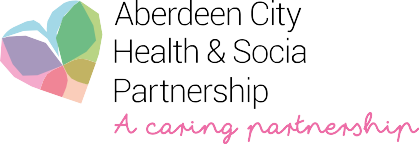 Aberdeen City
Health & Socia
Partnership
A caring partnership